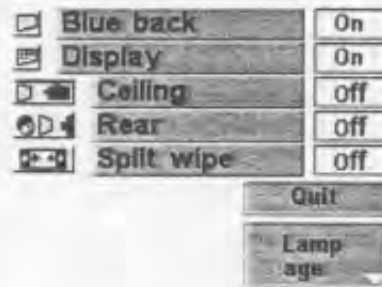 Blue back On
Display On
Ceiling Off
Rear Off
Split wipe Off
Quit
Lamp
age